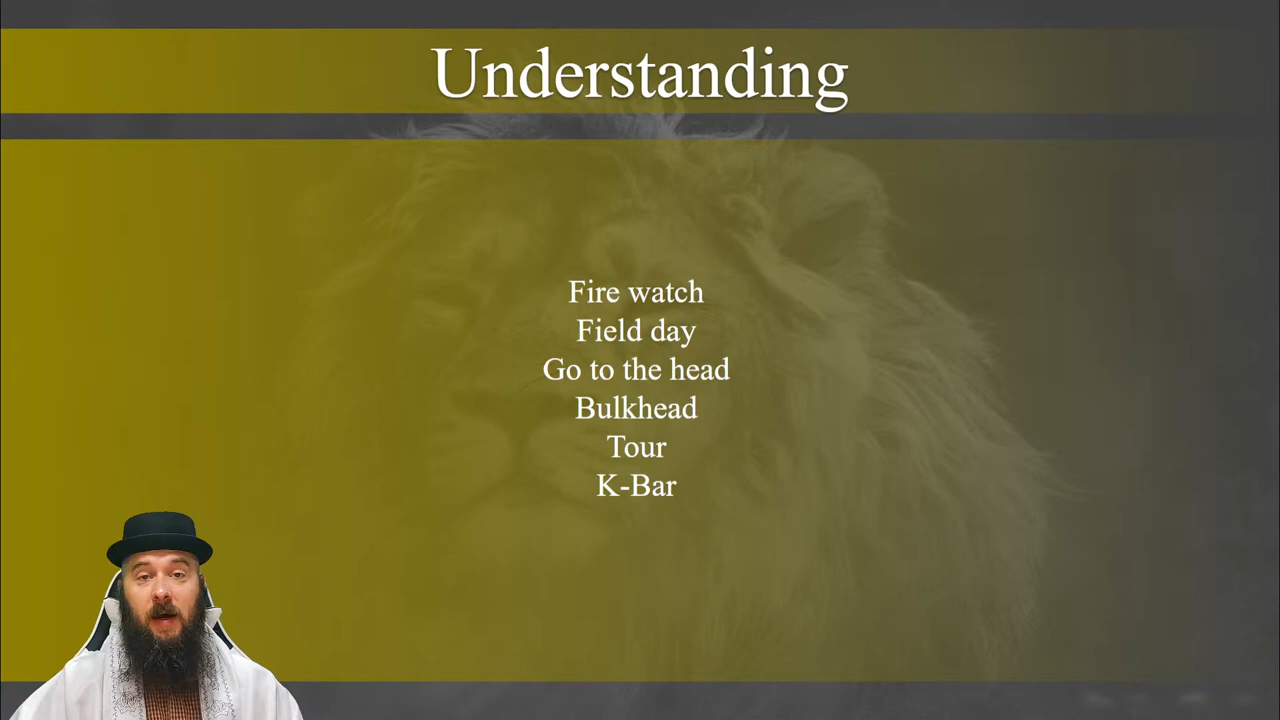 Understanding
Fire watch
Field day
Go to the head
Bulkhead
Tour
K-Bar